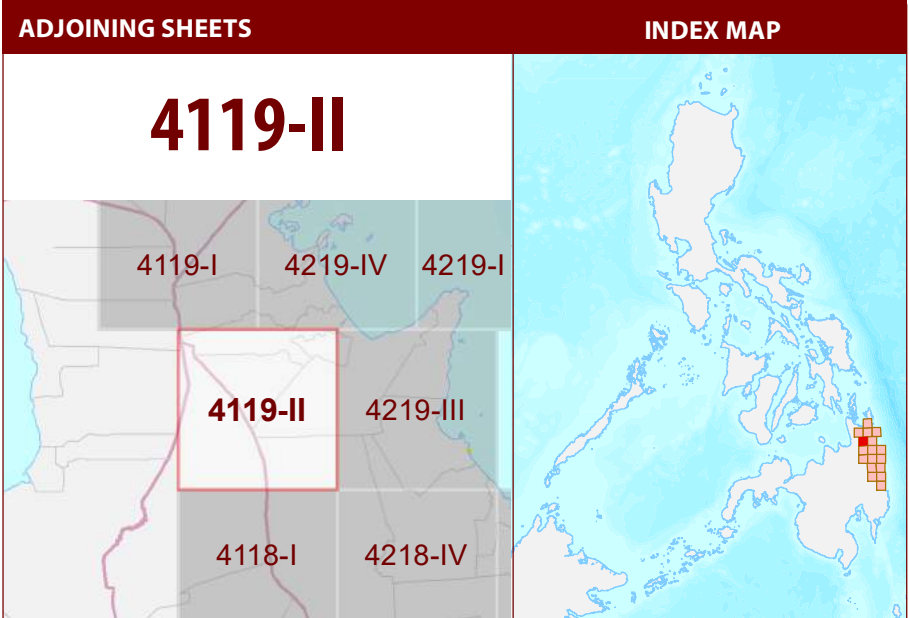 ADJOINING SHEETS
INDEX MAP
4119-II
4119-I
4219-IV
4219-I
4119-II
4219-III
4118-I
4218-IV